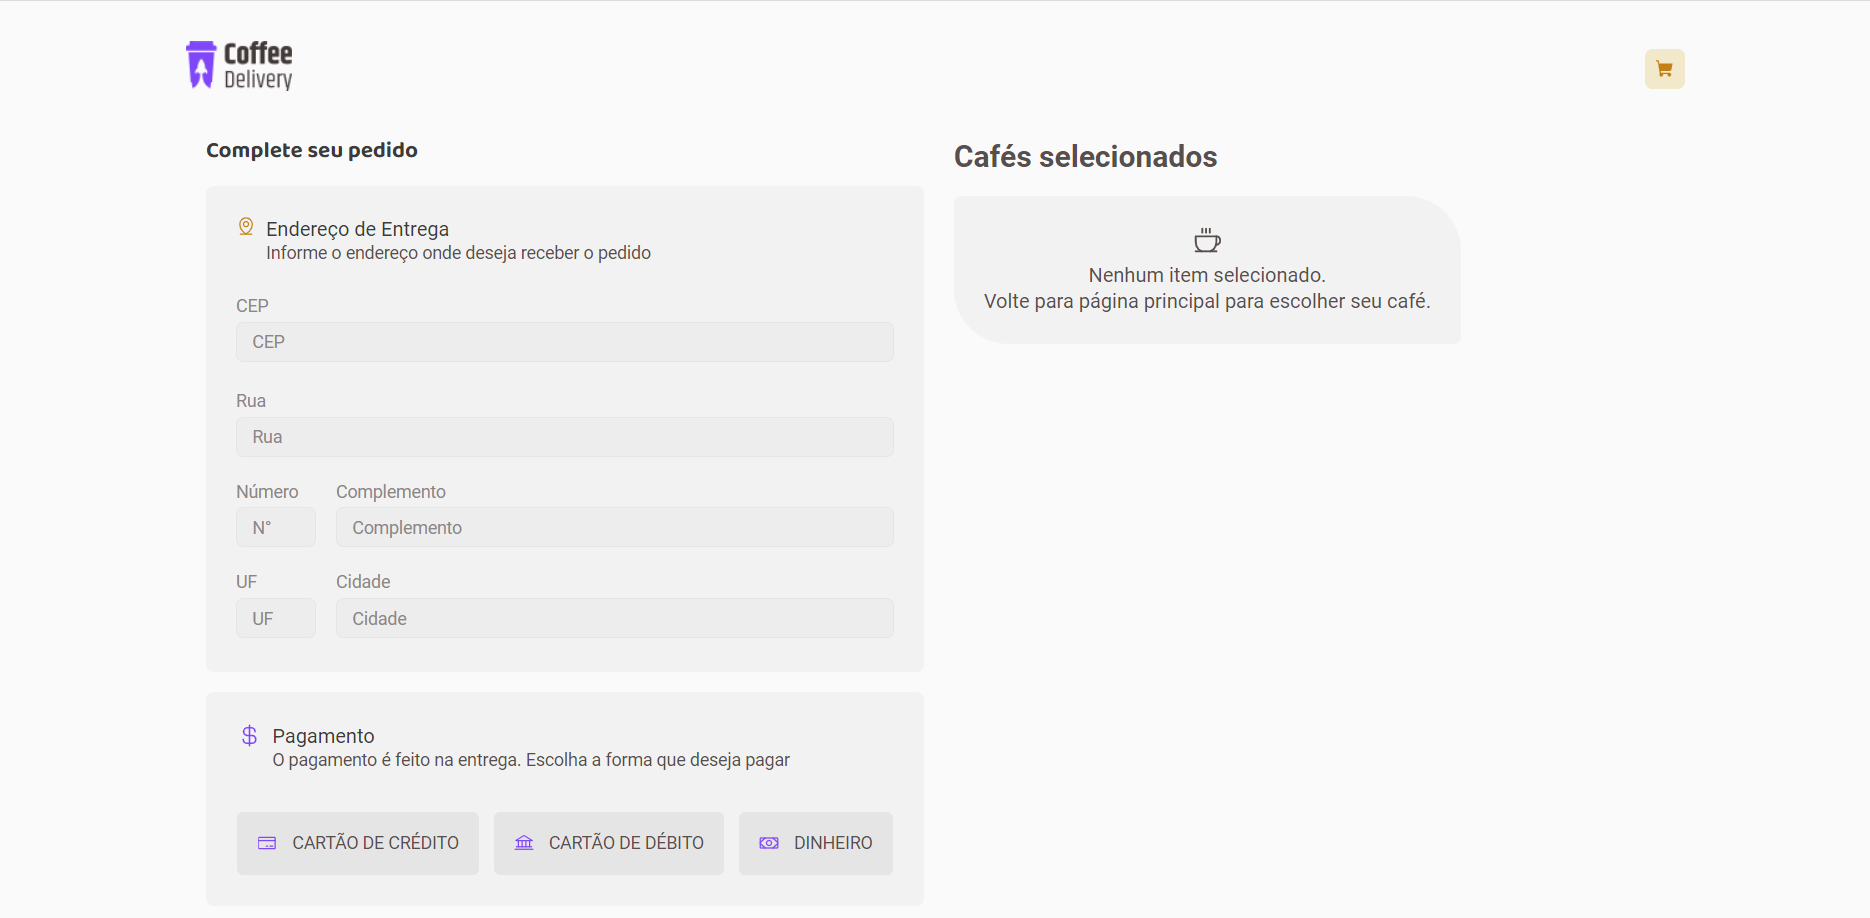 Coffee
Delivery
Complete seu pedido
Endereço de Entrega
Informe o endereço onde deseja receber o pedido
CEP
CEP
Rua
Rua
Número Complemento
N° Complemento
UF Cidade
UF Cidade
Pagamento
O pagamento é feito na entrega. Escolha a forma que deseja pagar
CARTÃO DE CRÉDITO CARTÃO DE DÉBITO DINHEIRO
Cafés selecionados
Nenhum item selecionado.
Volte para página principal para escolher seu café.